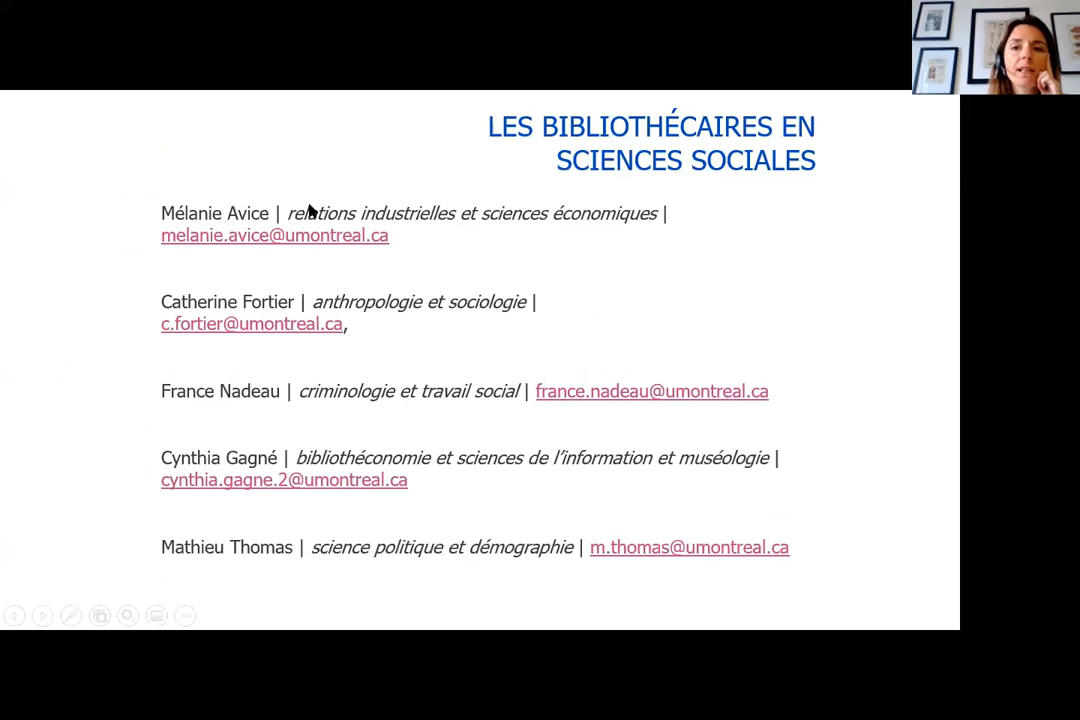 LES BIBLIOTHÉCAIRES EN
SCIENCES SOCIALES
Mélanie Avice | relations industrielles et sciences économiques |
melanie.avice@umontreal.ca
Catherine Fortier | anthropologie et sociologie |
c.fortier@umontreal.ca,
France Nadeau | criminologie et travail social | france.nadeau@umontreal.ca
Cynthia Gagné | bibliothéconomie et sciences de l’information et muséologie |
cynthia.gagne.2@umontreal.ca
Mathieu Thomas | science politique et démographie | m.thomas@umontreal.ca